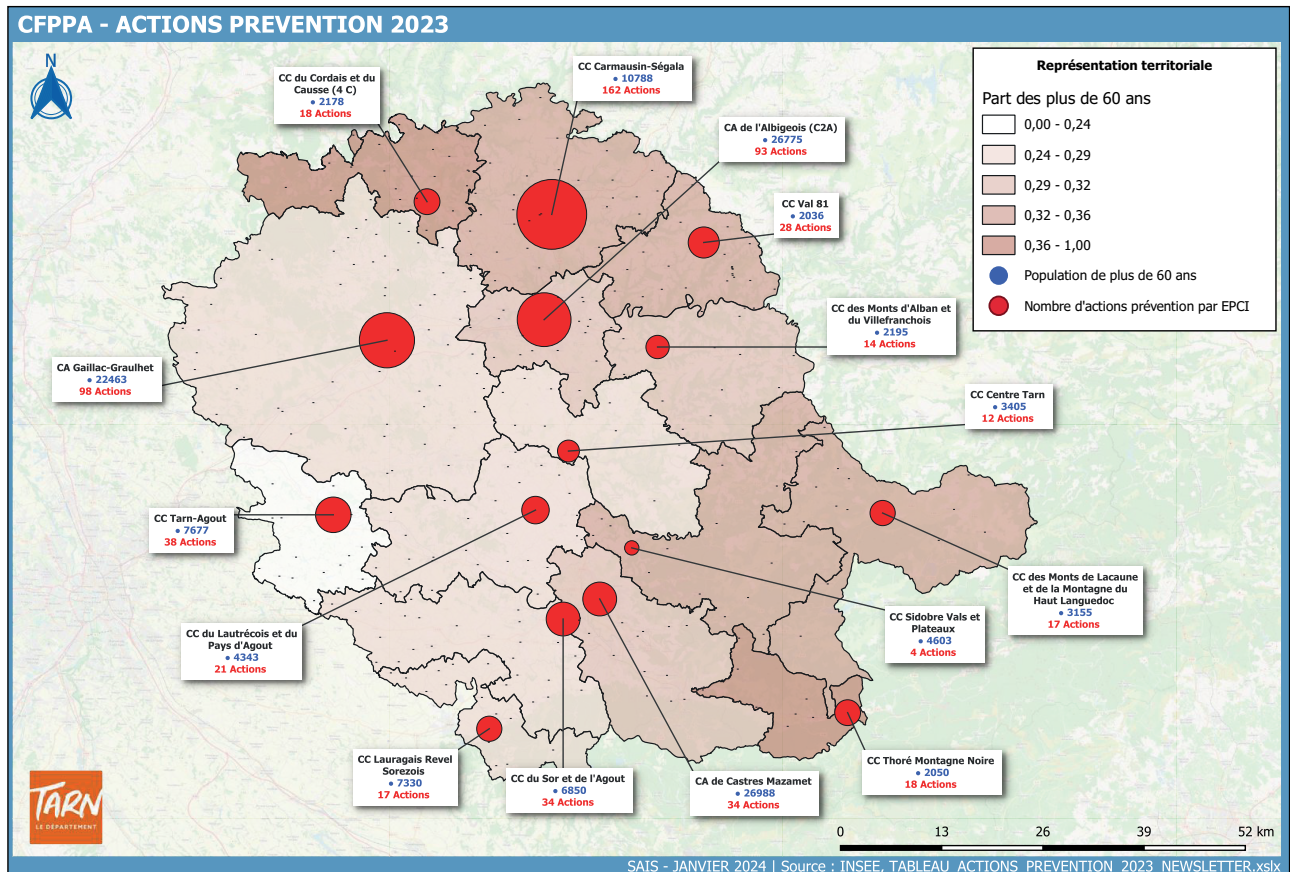 CFPPA - ACTIONS PREVENTION 2023
N
CC du Cordais et du
Causse (4 C)
2178
18 Actions
CC Carmausin-Ségala
10788
162 Actions
CA de l'Albigeois (C2A)
26775
93 Actions
CC Val 81
2036
28 Actions
CC des Monts d'Alban et
du Villefranchois
2195
14 Actions
CA Gaillac-Graulhet
22463
98 Actions
CC Centre Tarn
3405
12 Actions
CC Tarn-Agout
7677
38 Actions
CC des Monts de Lacaune
et de la Montagne du
Haut Languedoc
3155
17 Actions
CC Sidobre Vals et
Plateaux
4603
4 Actions
CC du Lautrécois et du
Pays d'Agout
4343
21 Actions
CC Lauragais Revel
Sorezois
7330
17 Actions
CC du Sor et de l'Agout
6850
34 Actions
CA de Castres Mazamet
26988
34 Actions
CC Thoré Montagne Noire
2050
18 Actions
Représentation territoriale
Part des plus de 60 ans
0,00 - 0,24
0,24 - 0,29
0,29 - 0,32
0,32 - 0,36
0,36 - 1,00
Population de plus de 60 ans
Nombre d'actions prévention par EPCI
TARN
LE DÉPARTEMENT
0 13 26 39 52 km
SAIS - JANVIER 2024 | Source : INSEE, TABLEAU_ACTIONS_PREVENTION_2023_NEWSLETTER.xslx